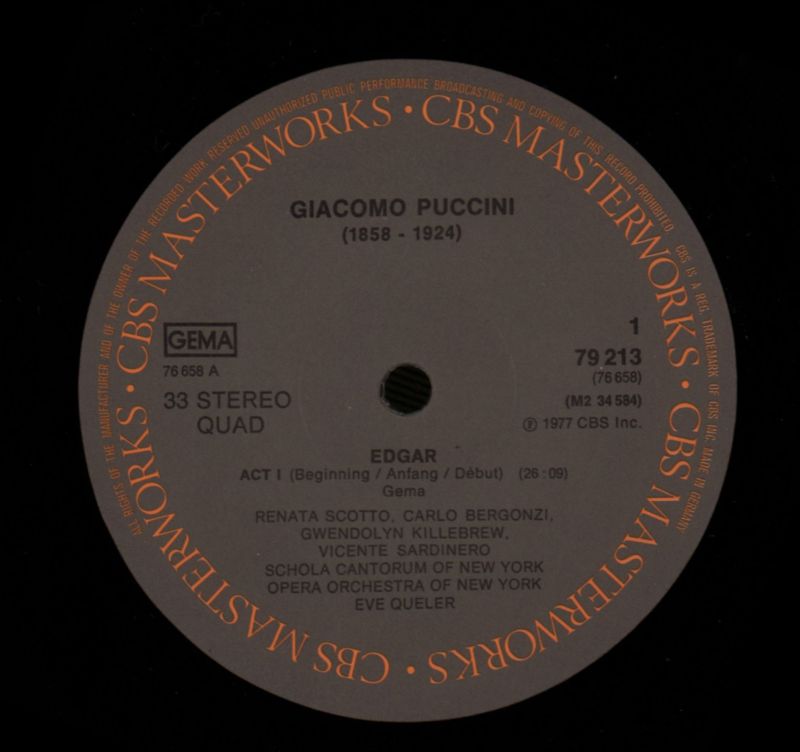 ALL RIGHTS OF THE MANUFACTURER AND OF THE OWNER OF THE RECORDED WORK RESERVED UNAUTHORIZED PUBLIC PERFORMANCE BROADCASTING AND COPYING OF THIS RECORD PROHIBITED. CBS IS A REG. TRADEMARK OF CBS INC. MADE IN GERMANY
CBS MASTERWORKS • CBS MASTERWORKS • CBS MASTERWORKS • CBS MASTERWORKS •
GIACOMO PUCCINI
(1858 - 1924)
GEMA
76 658 A
33 STEREO
QUAD
1
79 213
(76 658)
(M2 34 584)
℗ 1977 CBS Inc.
EDGAR
ACT I (Beginning / Anfang / Début) (26:09)
Gema
RENATA SCOTTO, CARLO BERGONZI,
GWENDOLYN KILLEBREW,
VICENTE SARDINERO
SCHOLA CANTORUM OF NEW YORK
OPERA ORCHESTRA OF NEW YORK
EVE QUELER